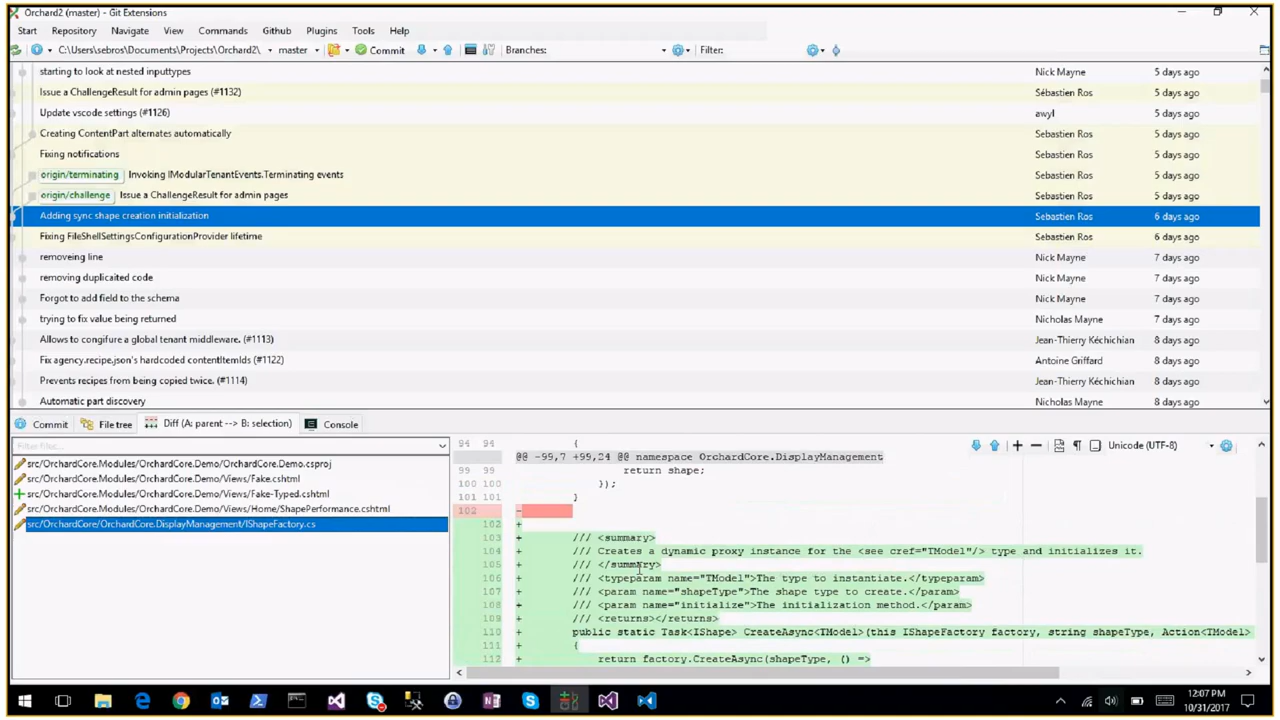 Orchard2 (master) - Git Extensions
Start Repository Navigate View Commands Github Plugins Tools Help
C:\Users\sebros\Documents\Projects\Orchard2\ master Commit Branches: Filter:
starting to look at nested inputtypes Nick Mayne 5 days ago
Issue a ChallengeResult for admin pages (#1132) Sébastien Ros 5 days ago
Update vscode settings (#1126) awyl 5 days ago
Creating ContentPart alternates automatically Sebastien Ros 5 days ago
Fixing notifications Sebastien Ros 5 days ago
origin/terminating Invoking IModularTenantEvents.Terminating events Sebastien Ros 5 days ago
origin/challenge Issue a ChallengeResult for admin pages Sebastien Ros 5 days ago
Adding sync shape creation initialization Sebastien Ros 6 days ago
Fixing FileShellSettingsConfigurationProvider lifetime Sebastien Ros 6 days ago
removeing line Nick Mayne 7 days ago
removing duplicaited code Nick Mayne 7 days ago
Forgot to add field to the schema Nick Mayne 7 days ago
trying to fix value being returned Nicholas Mayne 7 days ago
Allows to congifure a global tenant middleware. (#1113) Jean-Thierry Kéchichian 8 days ago
Fix agency.recipe.json's hardcoded contentItemIds (#1122) Antoine Griffard 8 days ago
Prevents recipes from being copied twice. (#1114) Jean-Thierry Kéchichian 8 days ago
Automatic part discovery Nicholas Mayne 8 days ago
Commit File tree Diff (A: parent --> B: selection) Console
Filter files...
src/OrchardCore.Modules/OrchardCore.Demo/OrchardCore.Demo.csproj
src/OrchardCore.Modules/OrchardCore.Demo/Views/Fake.cshtml
src/OrchardCore.Modules/OrchardCore.Demo/Views/Fake-Typed.cshtml
src/OrchardCore.Modules/OrchardCore.Demo/Views/Home/ShapePerformance.cshtml
src/OrchardCore/OrchardCore.DisplayManagement/IShapeFactory.cs
Unicode (UTF-8)
94 94 {
@@ -99,7 +99,24 @@ namespace OrchardCore.DisplayManagement
99 99 return shape;
100 100 });
101 101 }
102 -
102 +
103 + /// <summary>
104 + /// Creates a dynamic proxy instance for the <see cref="TModel"/> type and initializes it.
105 + /// </summary>
106 + /// <typeparam name="TModel">The type to instantiate.</typeparam>
107 + /// <param name="shapeType">The shape type to create.</param>
108 + /// <param name="initialize">The initialization method.</param>
109 + /// <returns></returns>
110 + public static Task<IShape> CreateAsync<TModel>(this IShapeFactory factory, string shapeType, Action<TModel>
111 + {
112 + return factory.CreateAsync(shapeType, () =>
12:07 PM
10/31/2017